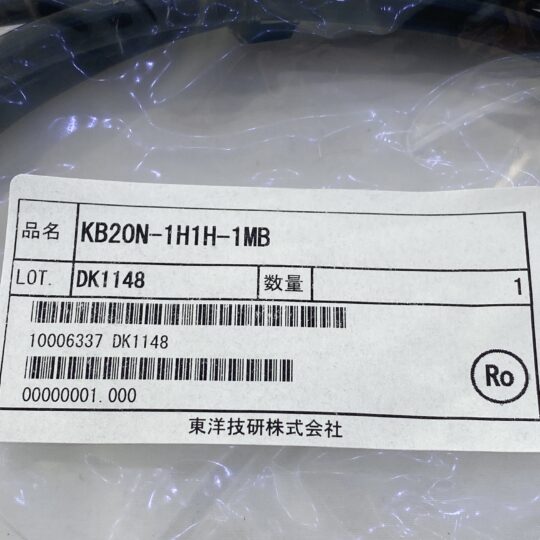 品名 KB20N-1H1H-1MB
LOT. DK1148 数量 1
10006337 DK1148
00000001.000
Ro
東洋技研株式会社